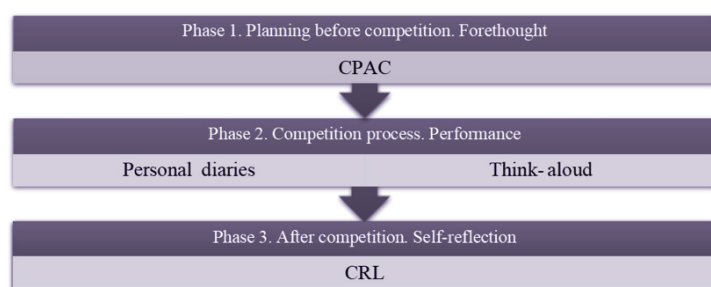 Phase 1. Planning before competition. Forethought
CPAC
Phase 2. Competition process. Performance
Personal diaries
Think- aloud
Phase 3. After competition. Self-reflection
CRL